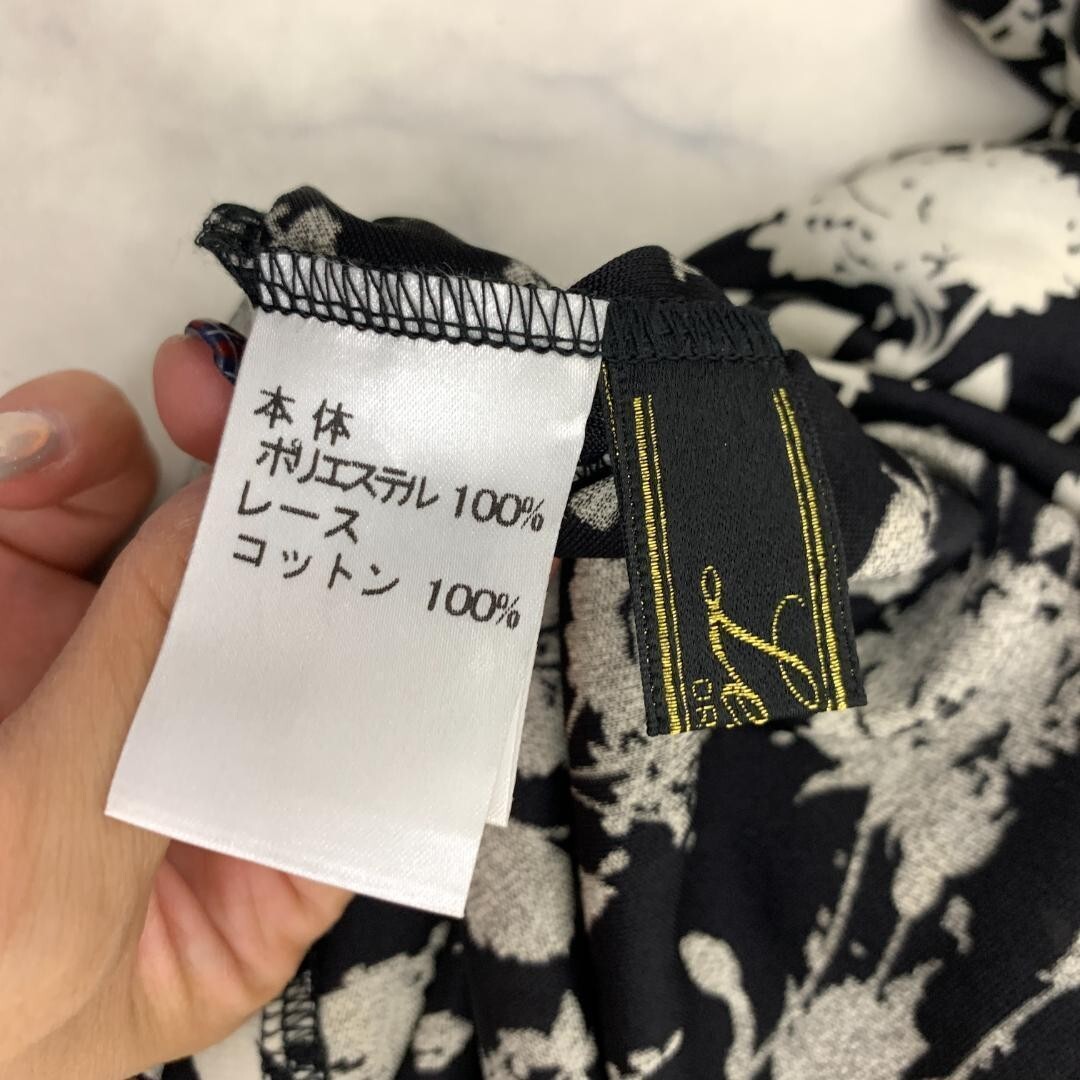 本体
ポリエステル 100%
レース
コットン 100%